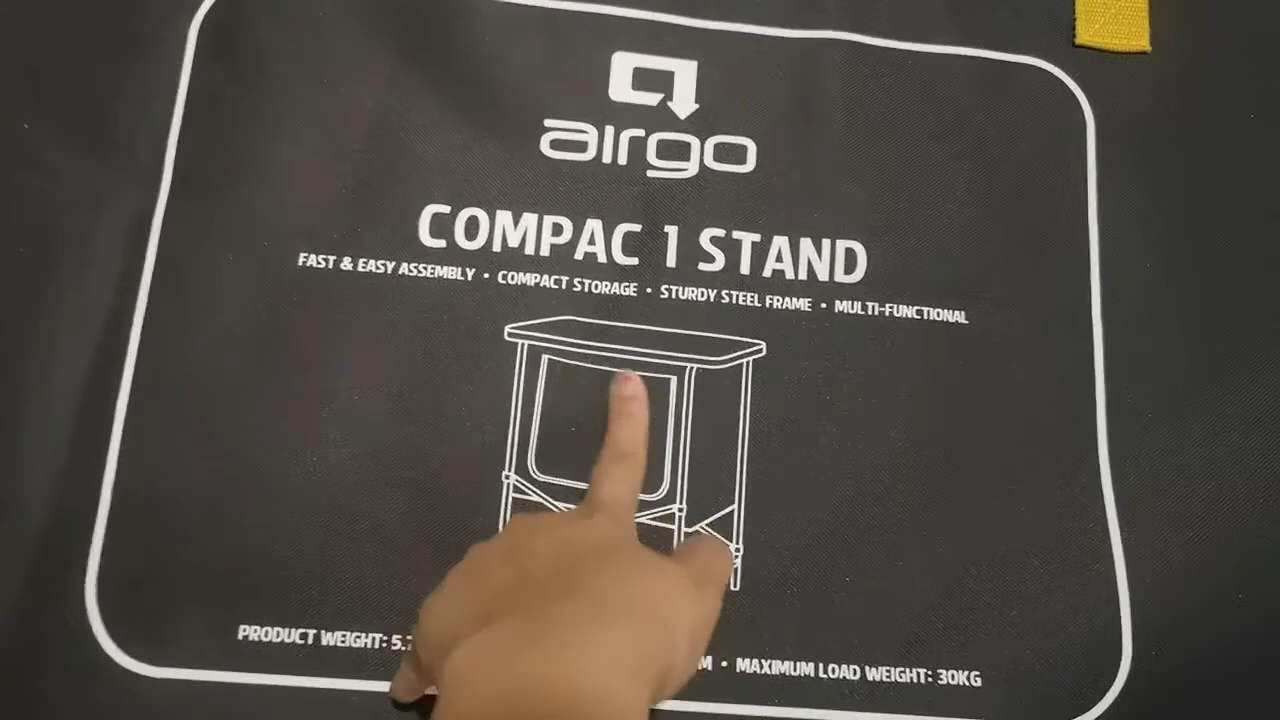 airgo
COMPAC 1 STAND
FAST & EASY ASSEMBLY • COMPACT STORAGE • STURDY STEEL FRAME • MULTI-FUNCTIONAL
PRODUCT WEIGHT: • MAXIMUM LOAD WEIGHT: 30KG